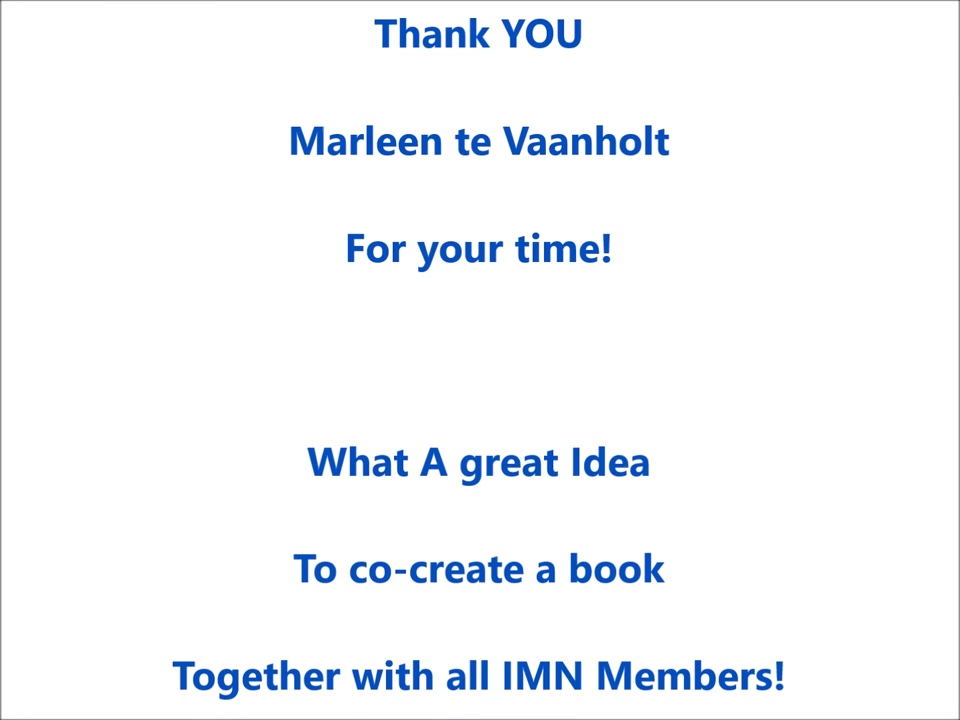 Thank YOU
Marleen te Vaanholt
For your time!
What A great Idea
To co-create a book
Together with all IMN Members!